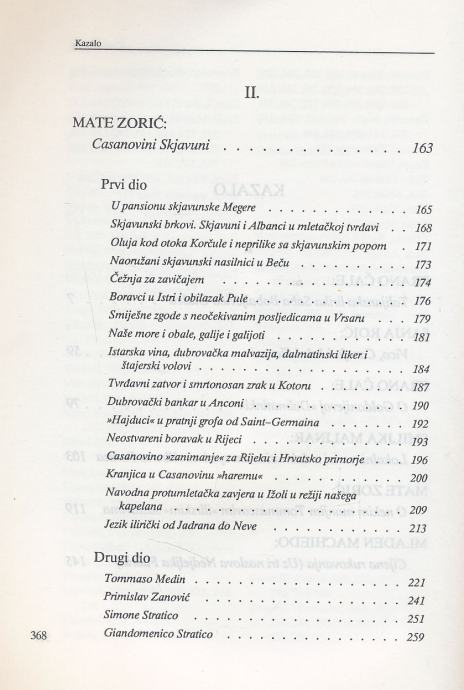 Kazalo
II.
MATE ZORIĆ:
Casanovini Skjavuni . . . . . . . . . . . . . . . 163
Prvi dio
U pansionu skjavunske Megere . . . . . . . . . . . . 165
Skjavunski brkovi. Skjavuni i Albanci u mletačkoj tvrđavi . . 168
Oluja kod otoka Korčule i neprilike sa skjavunskim popom . 171
Naoružani skjavunski nasilnici u Beču . . . . . . . . . . 173
Čežnja za zavičajem . . . . . . . . . . . . . . . . . 174
Boravci u Istri i obilazak Pule . . . . . . . . . . . . . 176
Smiješne zgode s neočekivanim posljedicama u Vrsaru . . . 179
Naše more i obale, galije i galijoti . . . . . . . . . . . . 181
Istarska vina, dubrovačka malvazija, dalmatinski liker i
štajerski volovi . . . . . . . . . . . . . . . . . . 184
Tvrđavni zatvor i smrtonosan zrak u Kotoru . . . . . . . 187
Dubrovački bankar u Anconi . . . . . . . . . . . . . 190
»Hajduci« u pratnji grofa od Saint–Germaina . . . . . . . 192
Neostvareni boravak u Rijeci . . . . . . . . . . . . . 193
Casanovino »zanimanje« za Rijeku i Hrvatsko primorje . . . 196
Kranjica u Casanovinu »haremu« . . . . . . . . . . . . 200
Navodna protumletačka zavjera u Ižoli u režiji našega
kapelana . . . . . . . . . . . . . . . . . . . . 209
Jezik ilirički od Jadrana do Neve . . . . . . . . . . . . 213
Drugi dio
Tommaso Medin . . . . . . . . . . . . . . . . . . 221
Primislav Zanović . . . . . . . . . . . . . . . . . 241
Simone Stratico . . . . . . . . . . . . . . . . . . 251
Giandomenico Stratico . . . . . . . . . . . . . . . 259
368